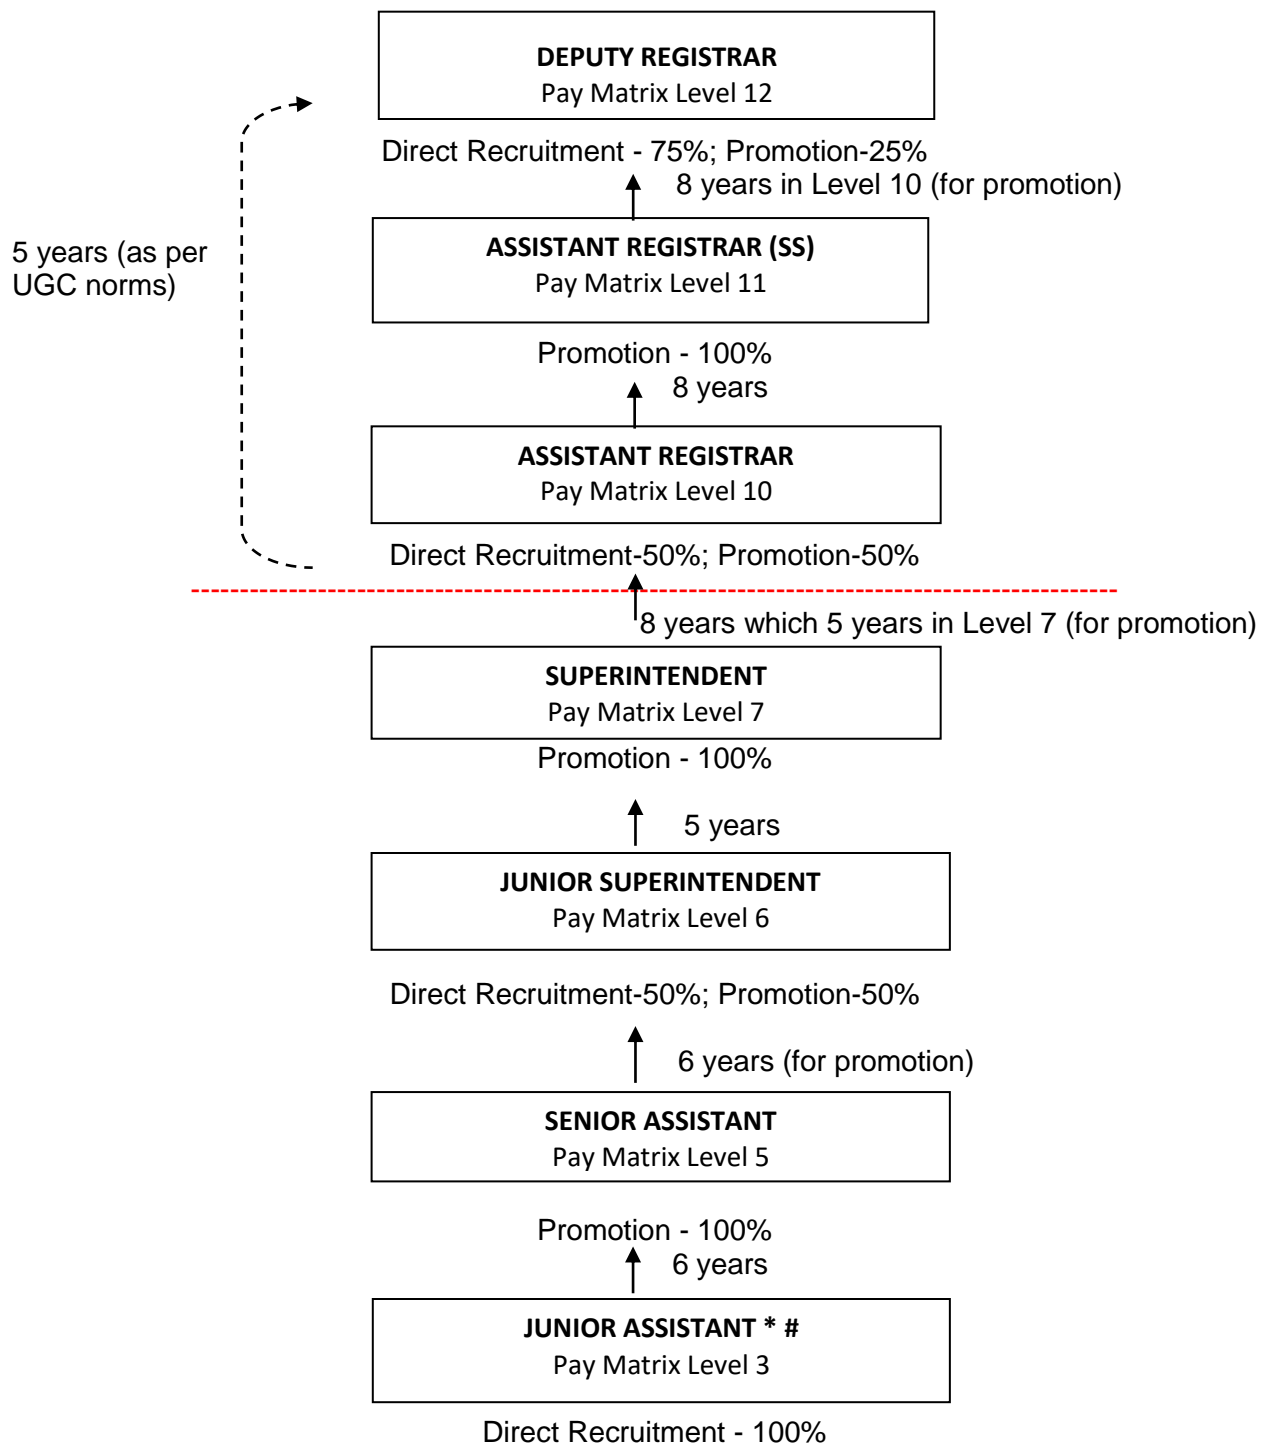 DEPUTY REGISTRAR
Pay Matrix Level 12
Direct Recruitment - 75%; Promotion-25%
8 years in Level 10 (for promotion)
5 years (as per
UGC norms)
ASSISTANT REGISTRAR (SS)
Pay Matrix Level 11
Promotion - 100%
8 years
ASSISTANT REGISTRAR
Pay Matrix Level 10
Direct Recruitment-50%; Promotion-50%
8 years which 5 years in Level 7 (for promotion)
SUPERINTENDENT
Pay Matrix Level 7
Promotion - 100%
5 years
JUNIOR SUPERINTENDENT
Pay Matrix Level 6
Direct Recruitment-50%; Promotion-50%
6 years (for promotion)
SENIOR ASSISTANT
Pay Matrix Level 5
Promotion - 100%
6 years
JUNIOR ASSISTANT * #
Pay Matrix Level 3
Direct Recruitment - 100%